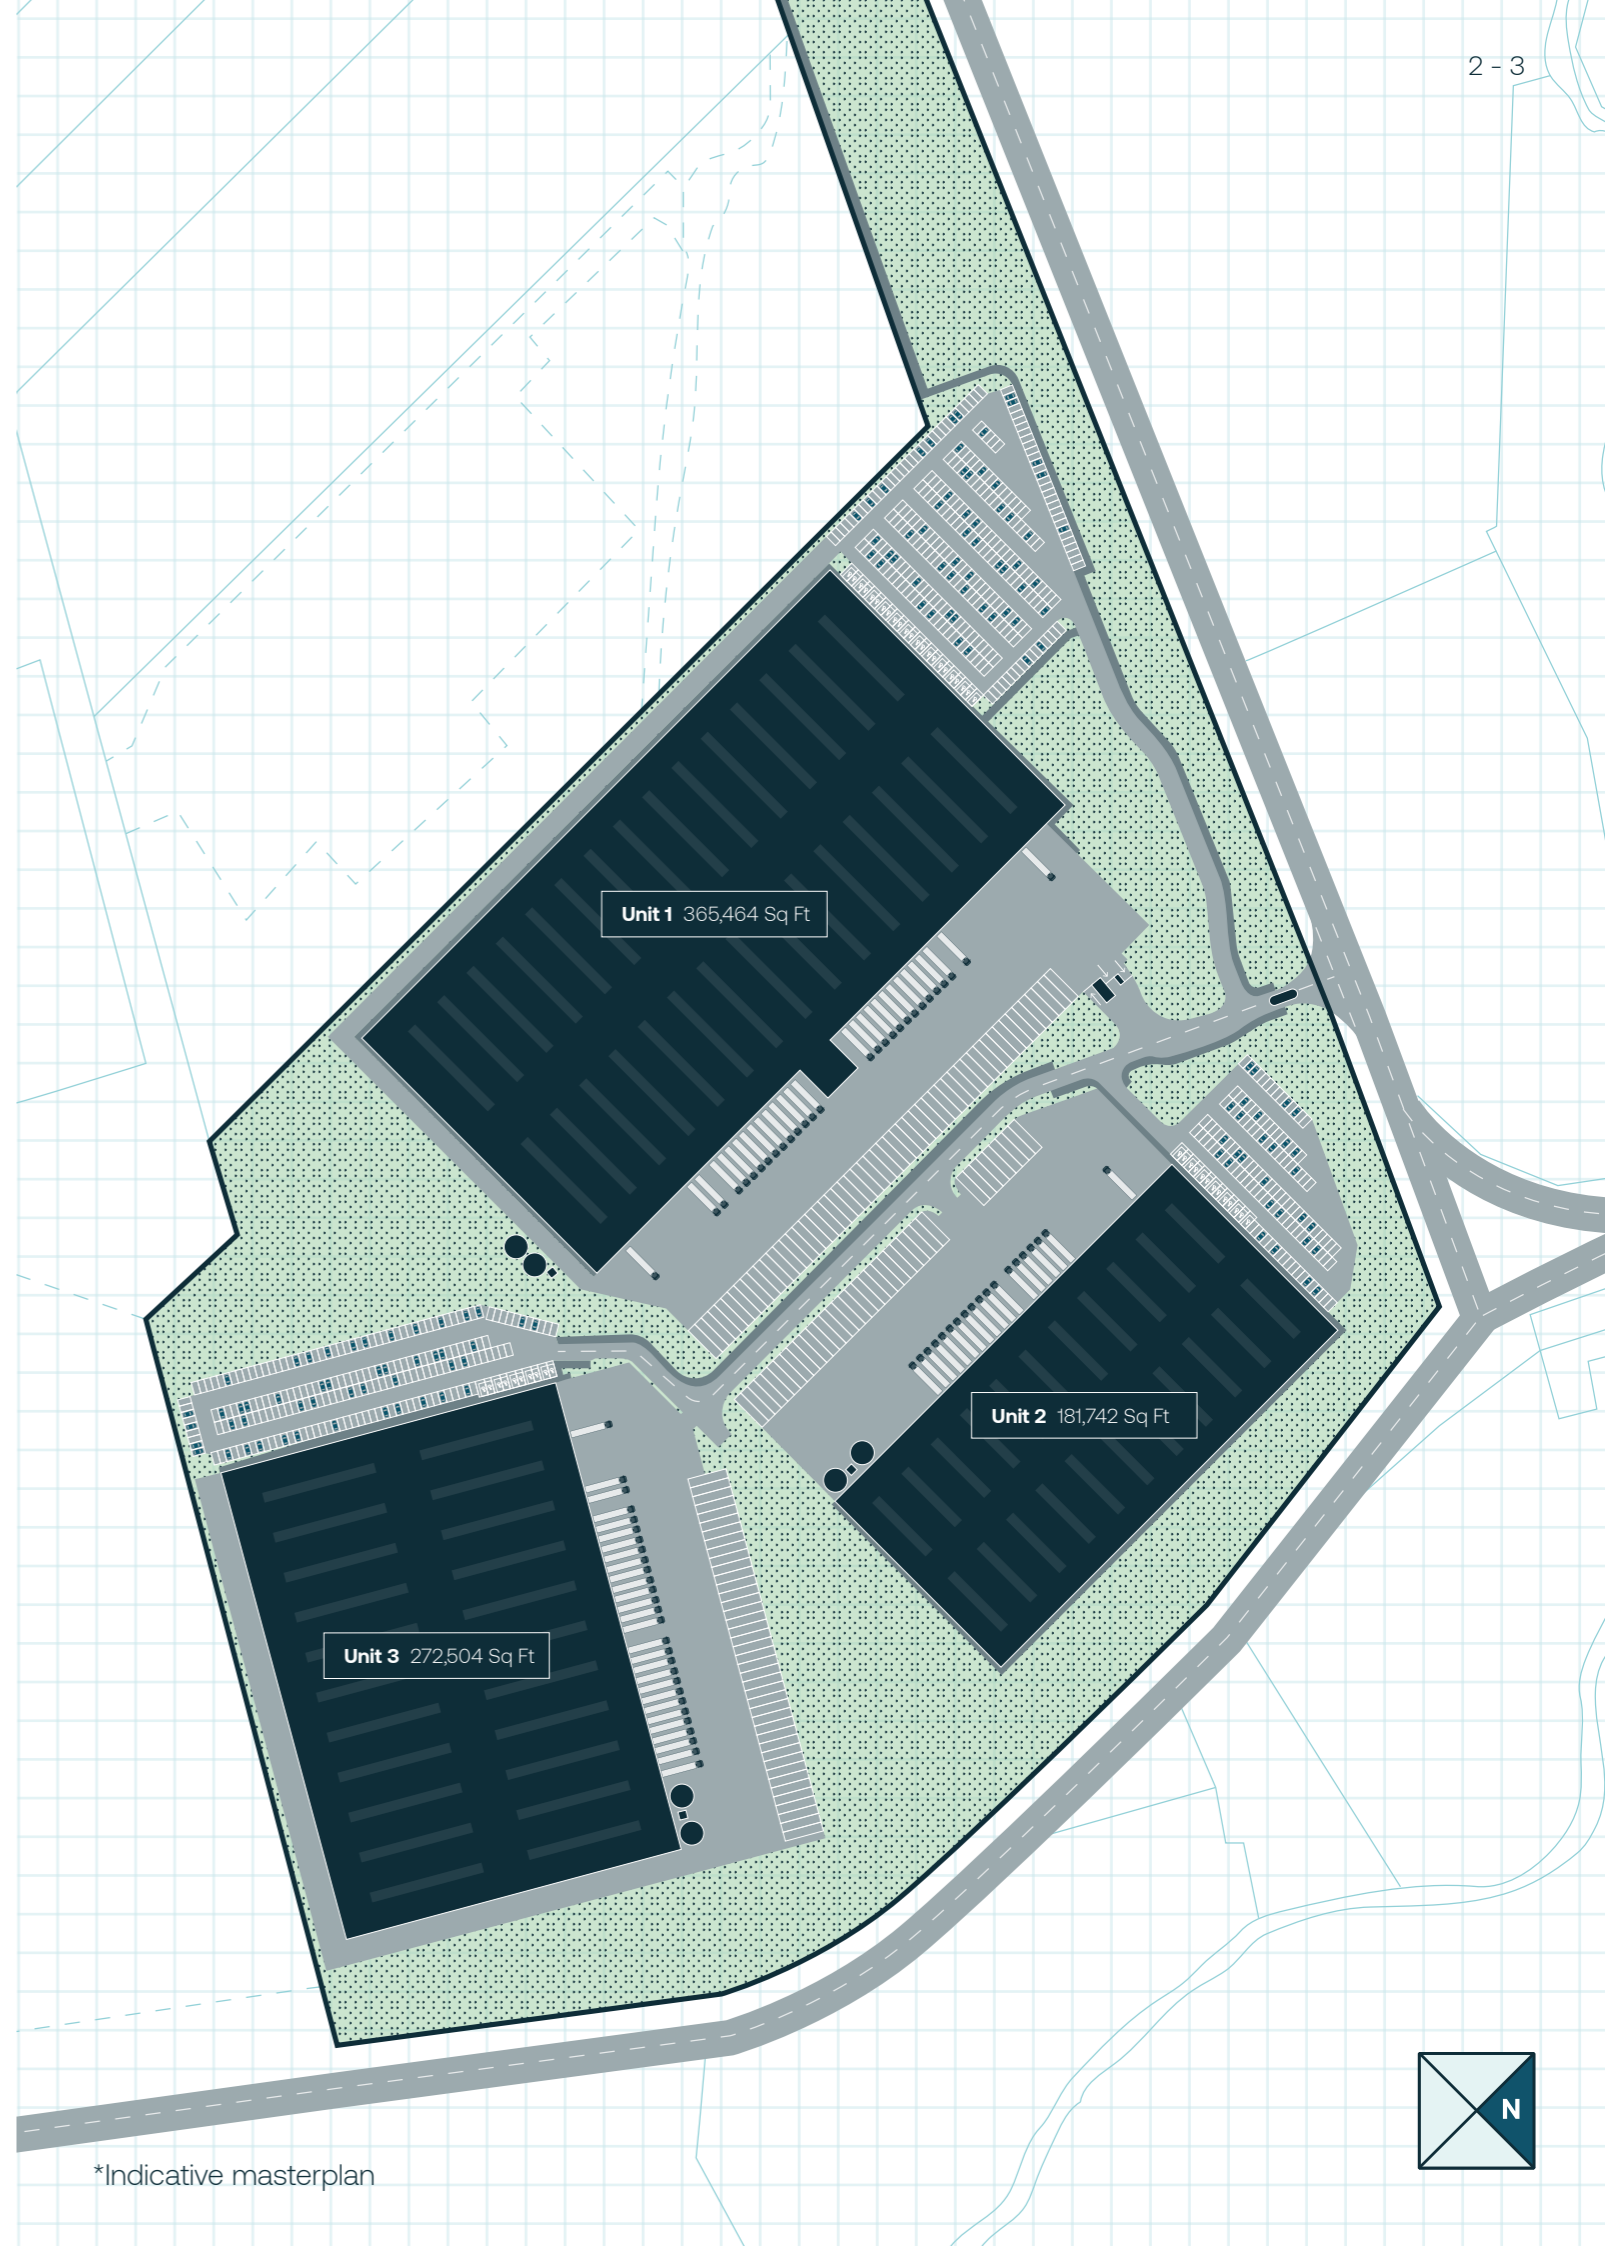 2 - 3
Unit 1 365,464 Sq Ft
Unit 2 181,742 Sq Ft
Unit 3 272,504 Sq Ft
N
*Indicative masterplan